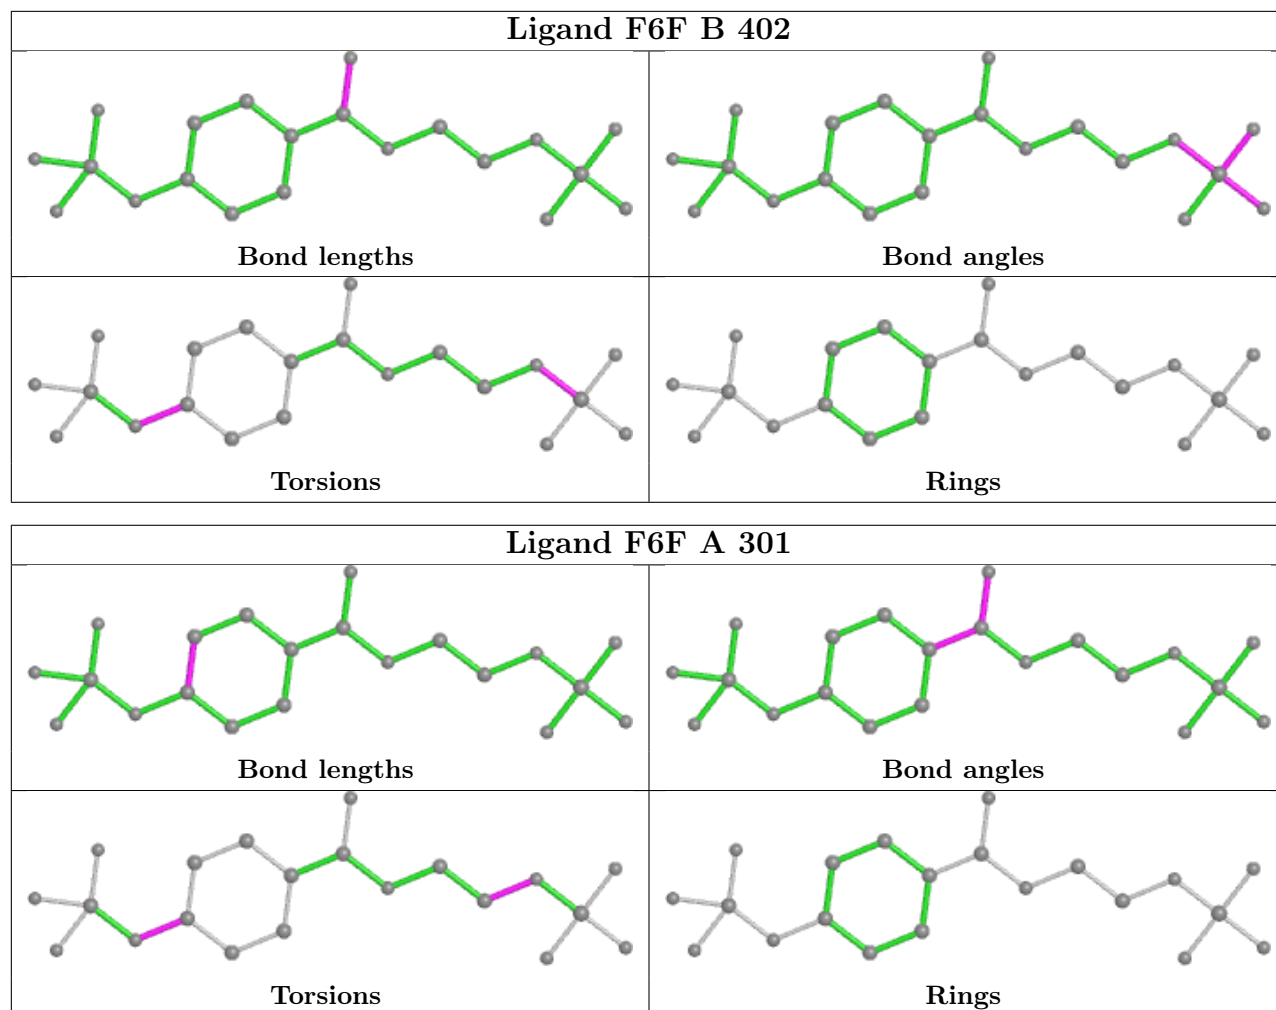 Ligand F6F B 402
Bond lengths
Bond angles
Torsions
Rings
Ligand F6F A 301
Bond lengths
Bond angles
Torsions
Rings